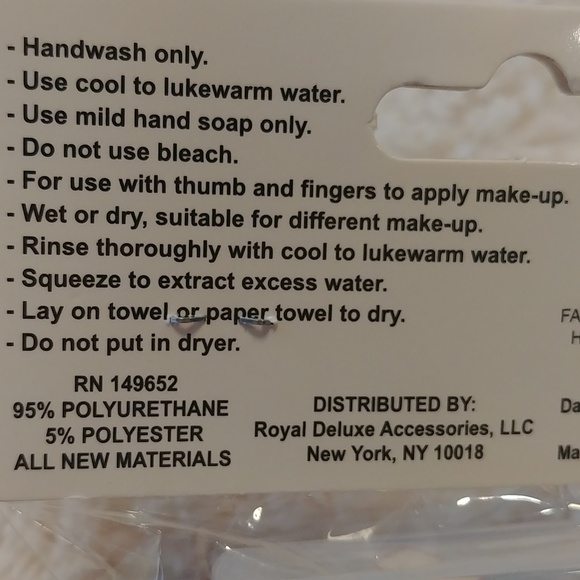 - Handwash only.
- Use cool to lukewarm water.
- Use mild hand soap only.
- Do not use bleach.
- For use with thumb and fingers to apply make-up.
- Wet or dry, suitable for different make-up.
- Rinse thoroughly with cool to lukewarm water.
- Squeeze to extract excess water.
- Lay on towel or paper towel to dry.
- Do not put in dryer.
RN 149652
95% POLYURETHANE
5% POLYESTER
ALL NEW MATERIALS
DISTRIBUTED BY:
Royal Deluxe Accessories, LLC
New York, NY 10018